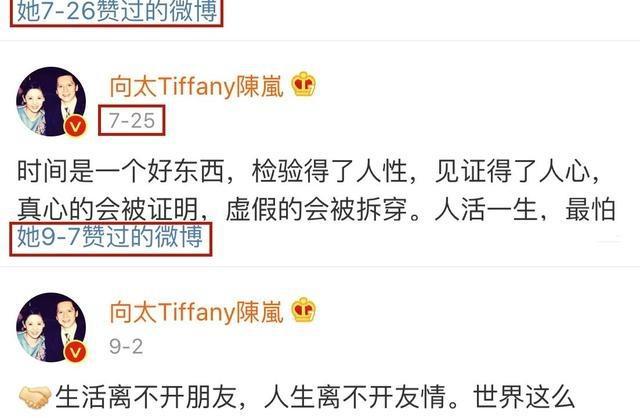 她7-26赞过的微博
向太Tiffany陳嵐
7-25
时间是一个好东西，检验得了人性，见证得了人心，
真心的会被证明，虚假的会被拆穿。人活一生，最怕
她9-7赞过的微博
向太Tiffany陳嵐
9-2
生活离不开朋友，人生离不开友情。世界这么